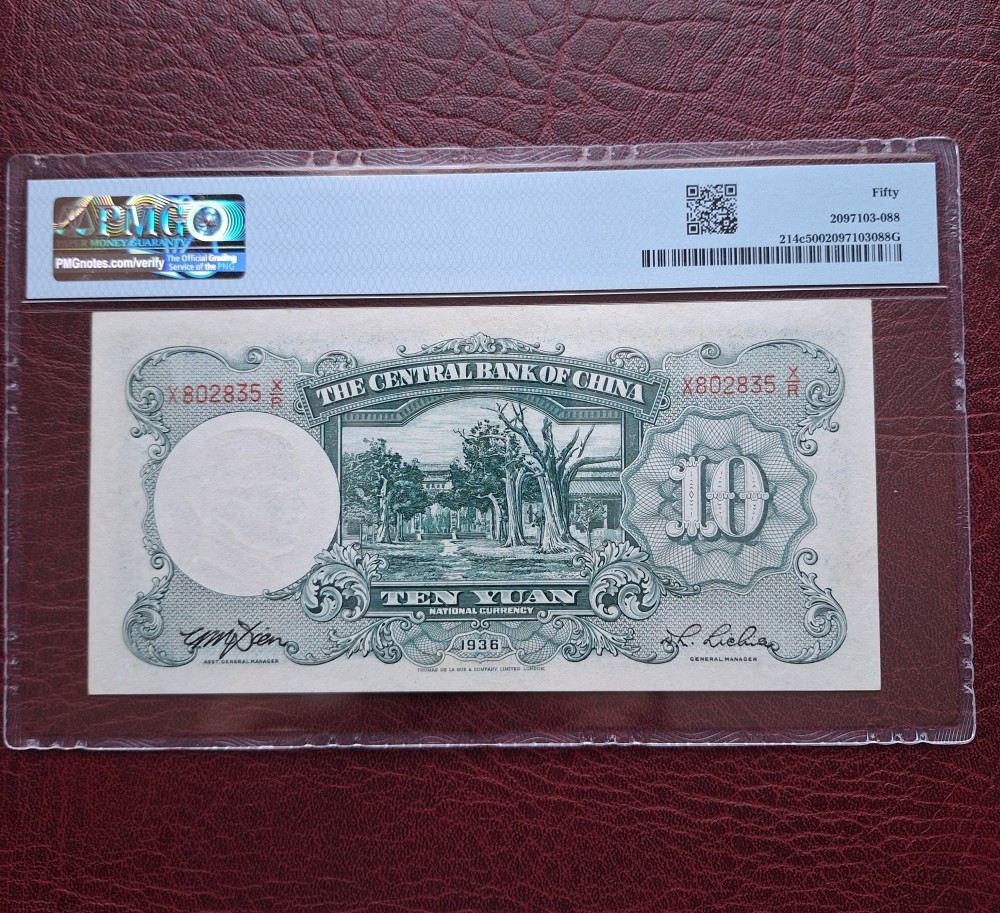 PMG
PAPER MONEY GUARANTY
PMGnotes.com/verify
The Official Grading
Service of the PNG
Fifty
2097103-088
214c5002097103088G
X802835 X/R
THE CENTRAL BANK OF CHINA
X802835 X/R
10
TEN YUAN
NATIONAL CURRENCY
1936
ASST. GENERAL MANAGER
GENERAL MANAGER
THOMAS DE LA RUE & COMPANY, LIMITED, LONDON.